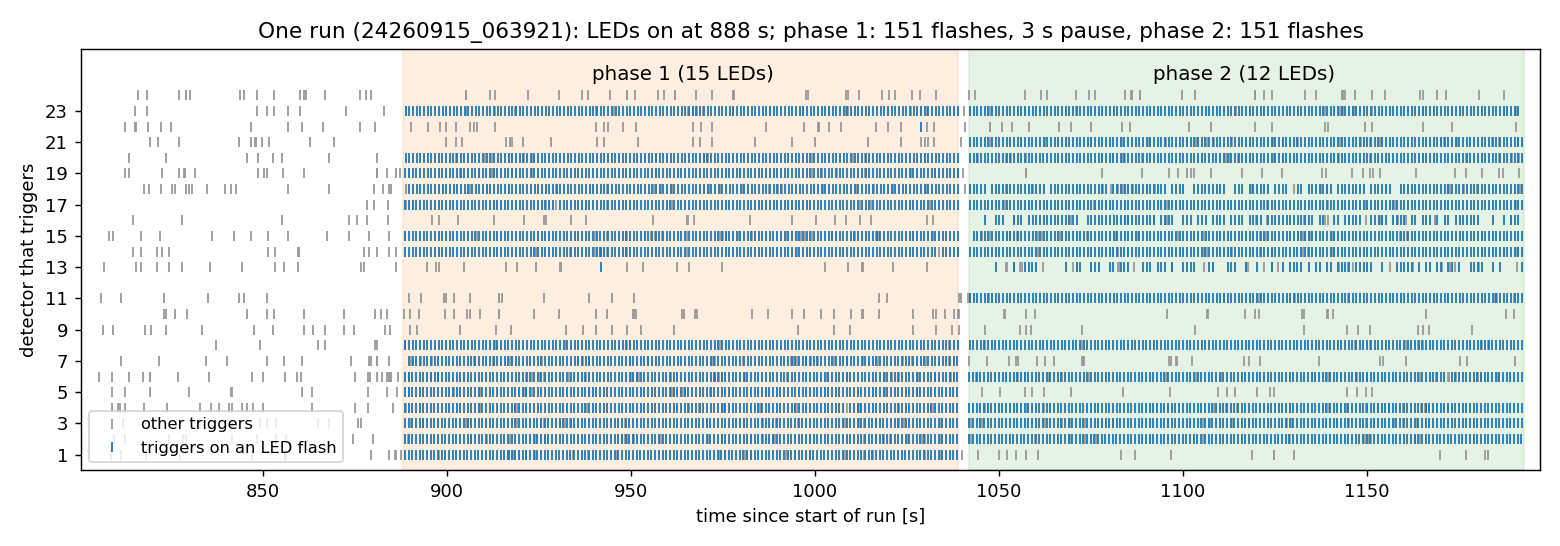 One run (24260915_063921): LEDs on at 888 s; phase 1: 151 flashes, 3 s pause, phase 2: 151 flashes
phase 1 (15 LEDs)
phase 2 (12 LEDs)
detector that triggers
23
21
19
17
15
13
11
9
7
5
3
1
other triggers
triggers on an LED flash
850
900
950
1000
1050
1100
1150
time since start of run [s]